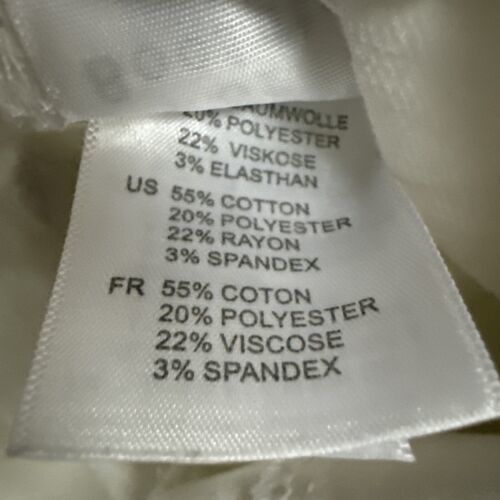 20% POLYESTER
22% VISKOSE
3% ELASTHAN
US 55% COTTON
20% POLYESTER
22% RAYON
3% SPANDEX
FR 55% COTON
20% POLYESTER
22% VISCOSE
3% SPANDEX